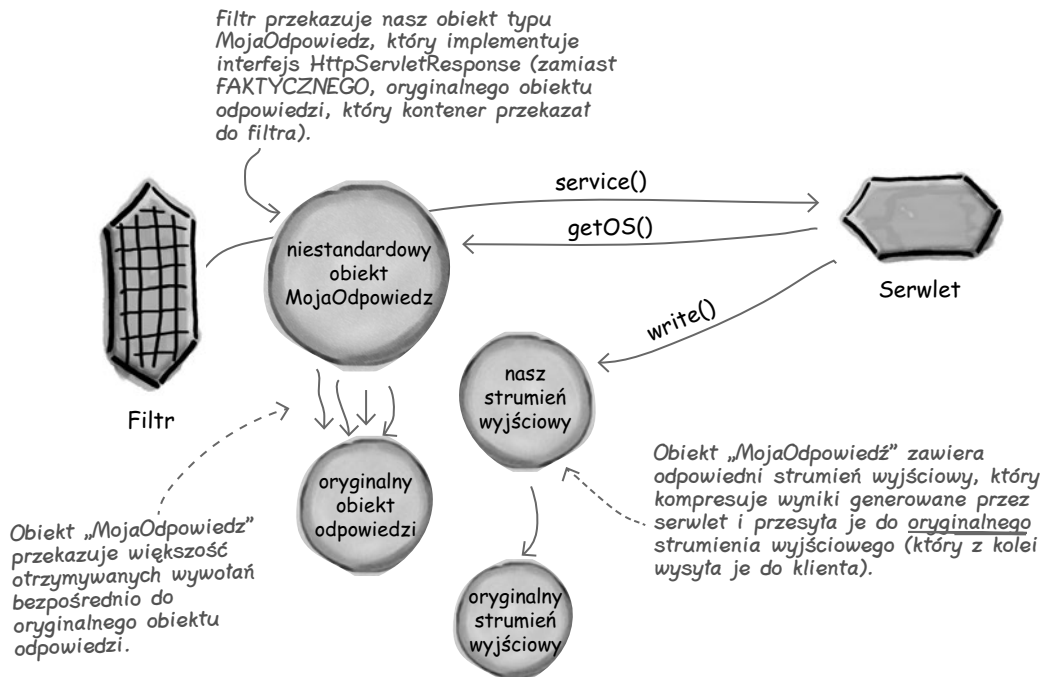 Filtr przekazuje nasz obiekt typu
MojaOdpowiedz, który implementuje
interfejs HttpServletResponse (zamiast
FAKTYCZNEGO, oryginalnego obiektu
odpowiedzi, który kontener przekazał
do filtra).
service()
getOS()
niestandardowy
obiekt
MojaOdpowiedz
Serwlet
write()
nasz
strumień
wyjściowy
Filtr
oryginalny
obiekt
odpowiedzi
Obiekt „MojaOdpowiedź” zawiera
odpowiedni strumień wyjściowy, który
kompresuje wyniki generowane przez
serwlet i przesyła je do oryginalnego
strumienia wyjściowego (który z kolei
wysyła je do klienta).
Obiekt „MojaOdpowiedz”
przekazuje większość
otrzymywanych wywołań
bezpośrednio do
oryginalnego obiektu
odpowiedzi.
oryginalny
strumień
wyjściowy